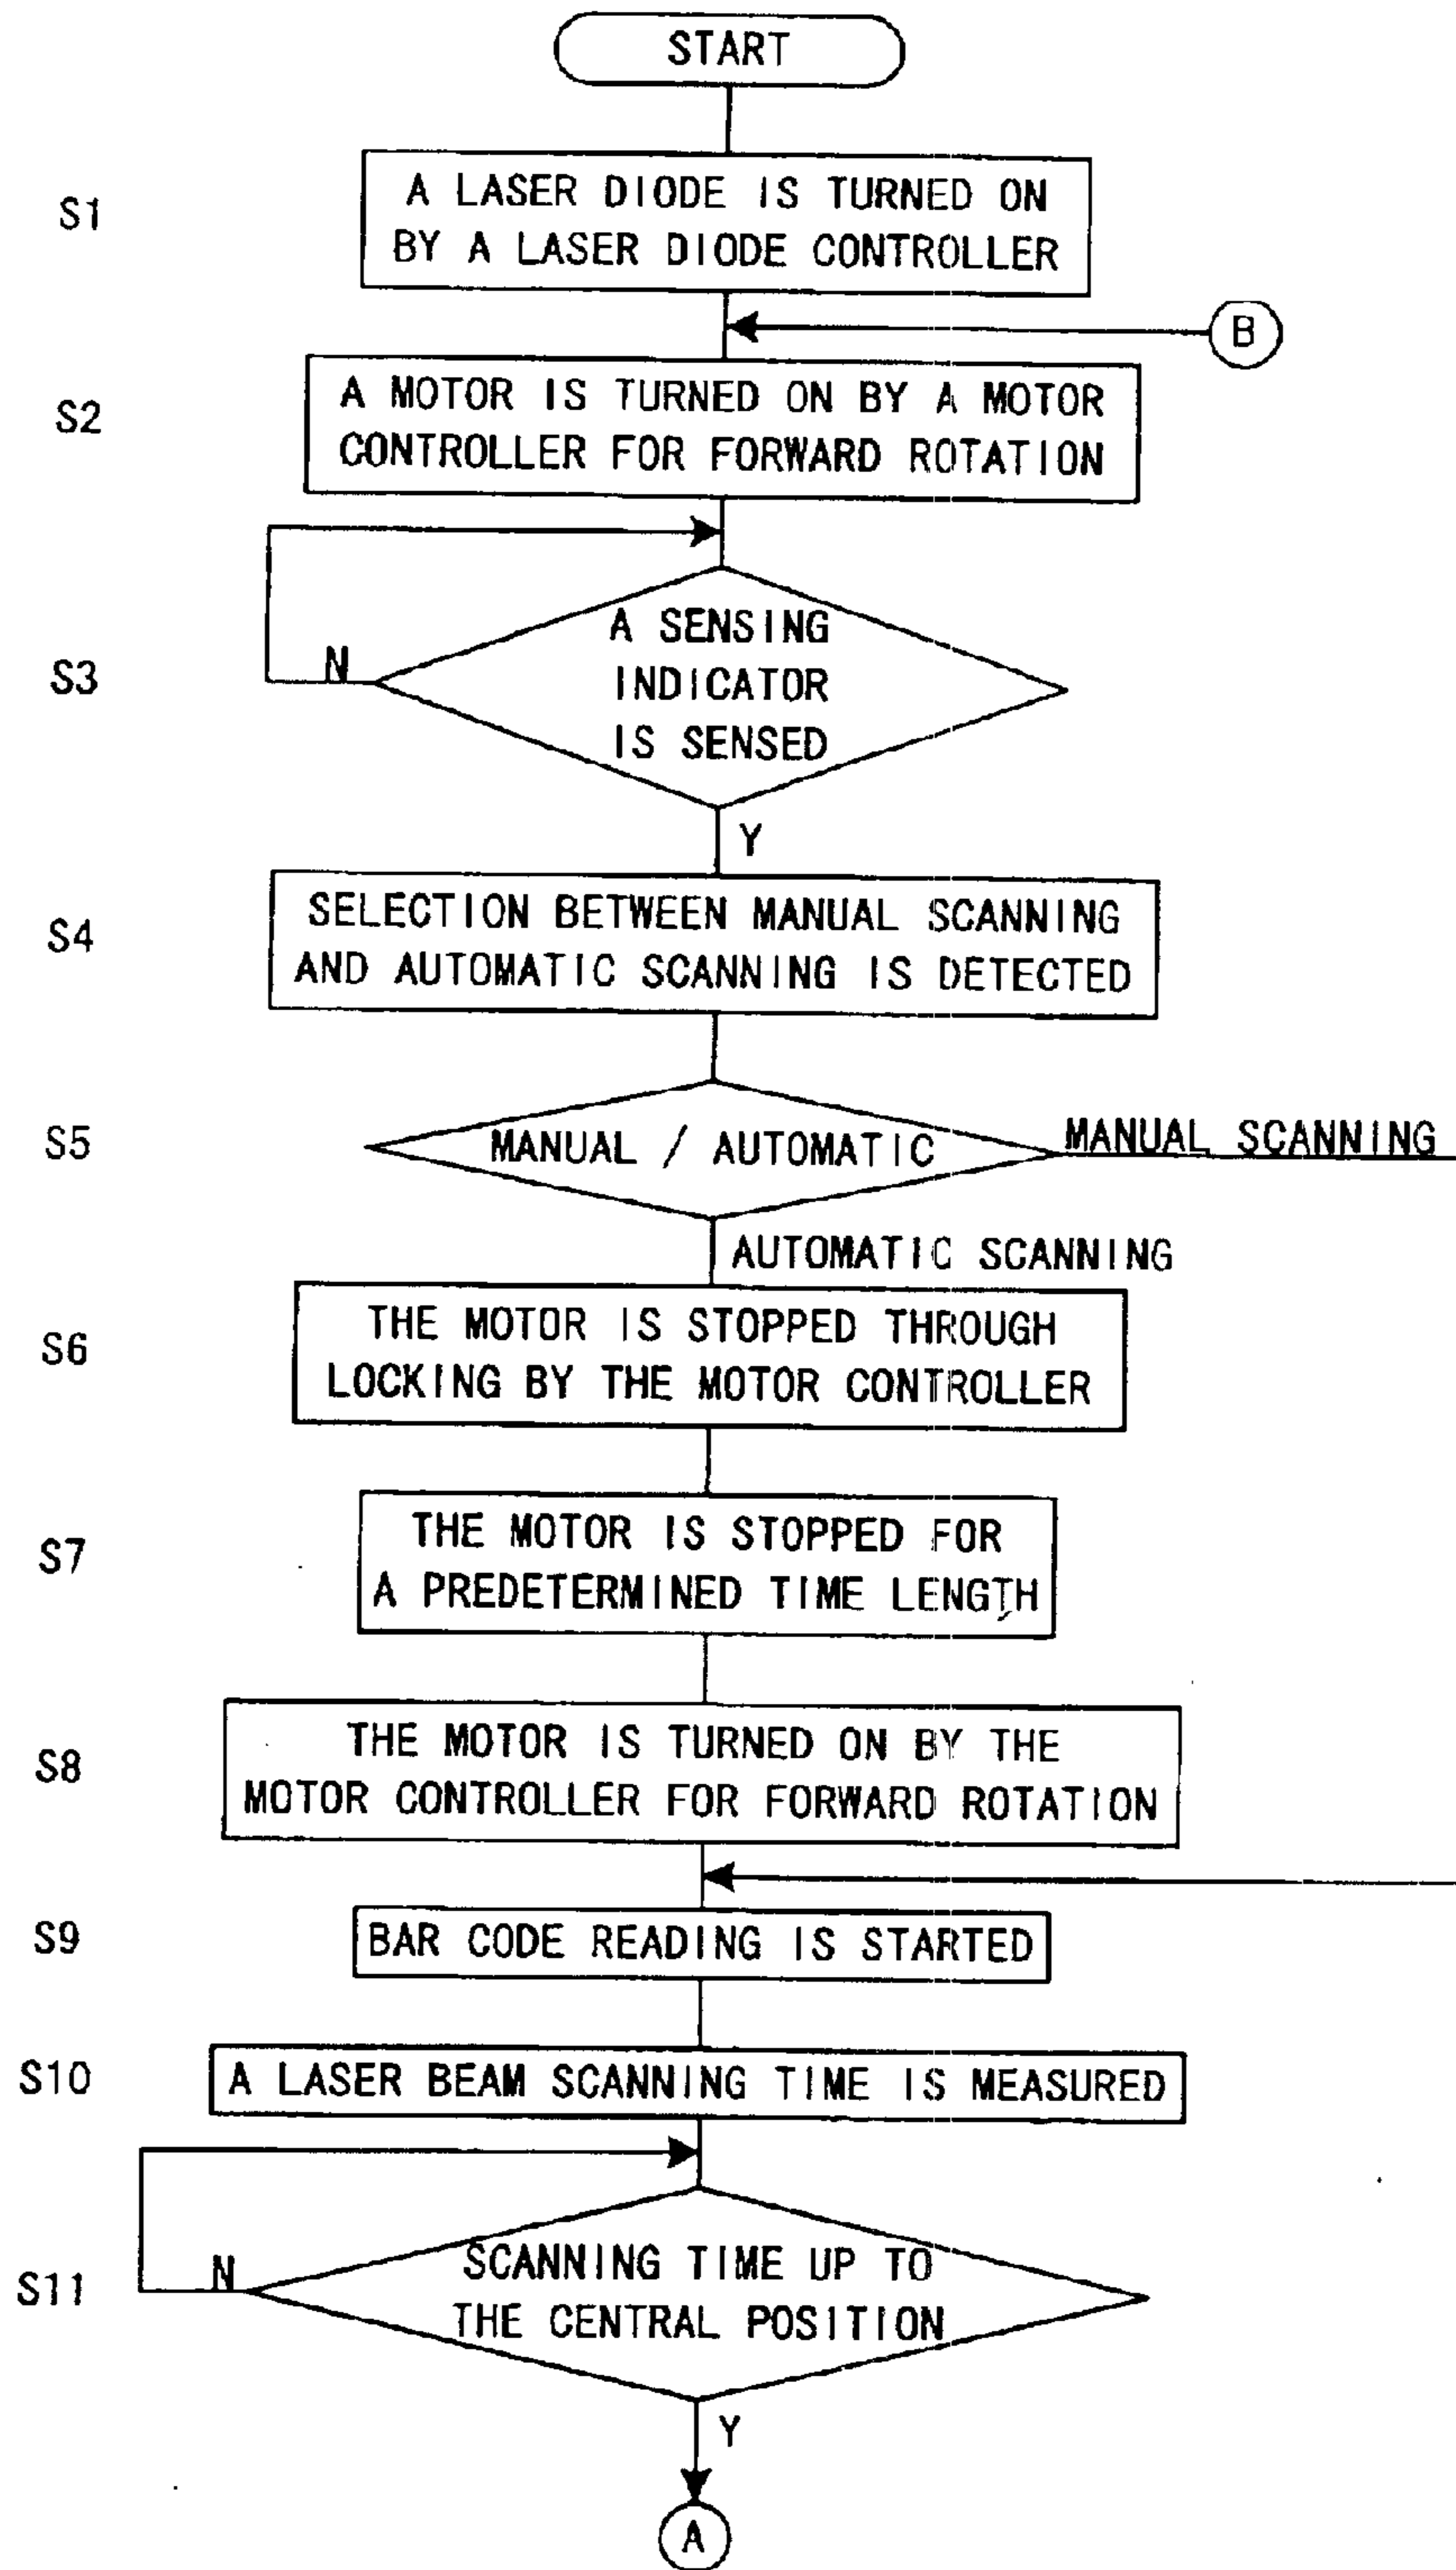 START
S1
A LASER DIODE IS TURNED ON
BY A LASER DIODE CONTROLLER
B
S2
A MOTOR IS TURNED ON BY A MOTOR
CONTROLLER FOR FORWARD ROTATION
S3
N
A SENSING
INDICATOR
IS SENSED
Y
S4
SELECTION BETWEEN MANUAL SCANNING
AND AUTOMATIC SCANNING IS DETECTED
S5
MANUAL / AUTOMATIC
MANUAL SCANNING
AUTOMATIC SCANNING
S6
THE MOTOR IS STOPPED THROUGH
LOCKING BY THE MOTOR CONTROLLER
S7
THE MOTOR IS STOPPED FOR
A PREDETERMINED TIME LENGTH
S8
THE MOTOR IS TURNED ON BY THE
MOTOR CONTROLLER FOR FORWARD ROTATION
S9
BAR CODE READING IS STARTED
S10
A LASER BEAM SCANNING TIME IS MEASURED
S11
N
SCANNING TIME UP TO
THE CENTRAL POSITION
Y
A